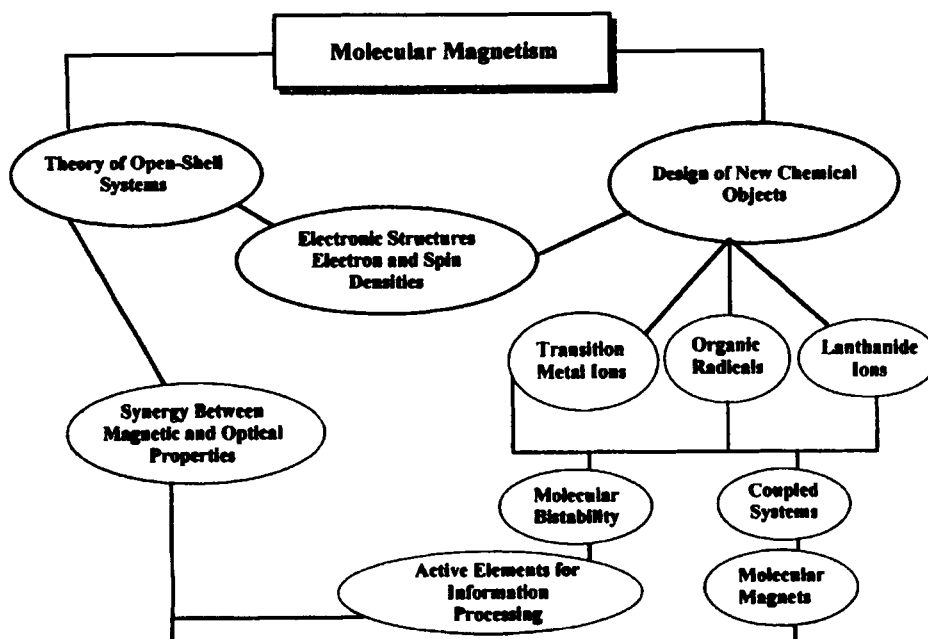 Molecular Magnetism
Theory of Open-Shell
Systems
Design of New Chemical
Objects
Electronic Structures
Electron and Spin
Densities
Transition
Metal Ions
Organic
Radicals
Lanthanide
Ions
Synergy Between
Magnetic and Optical
Properties
Molecular
Bistability
Coupled
Systems
Active Elements for
Information
Processing
Molecular
Magnets